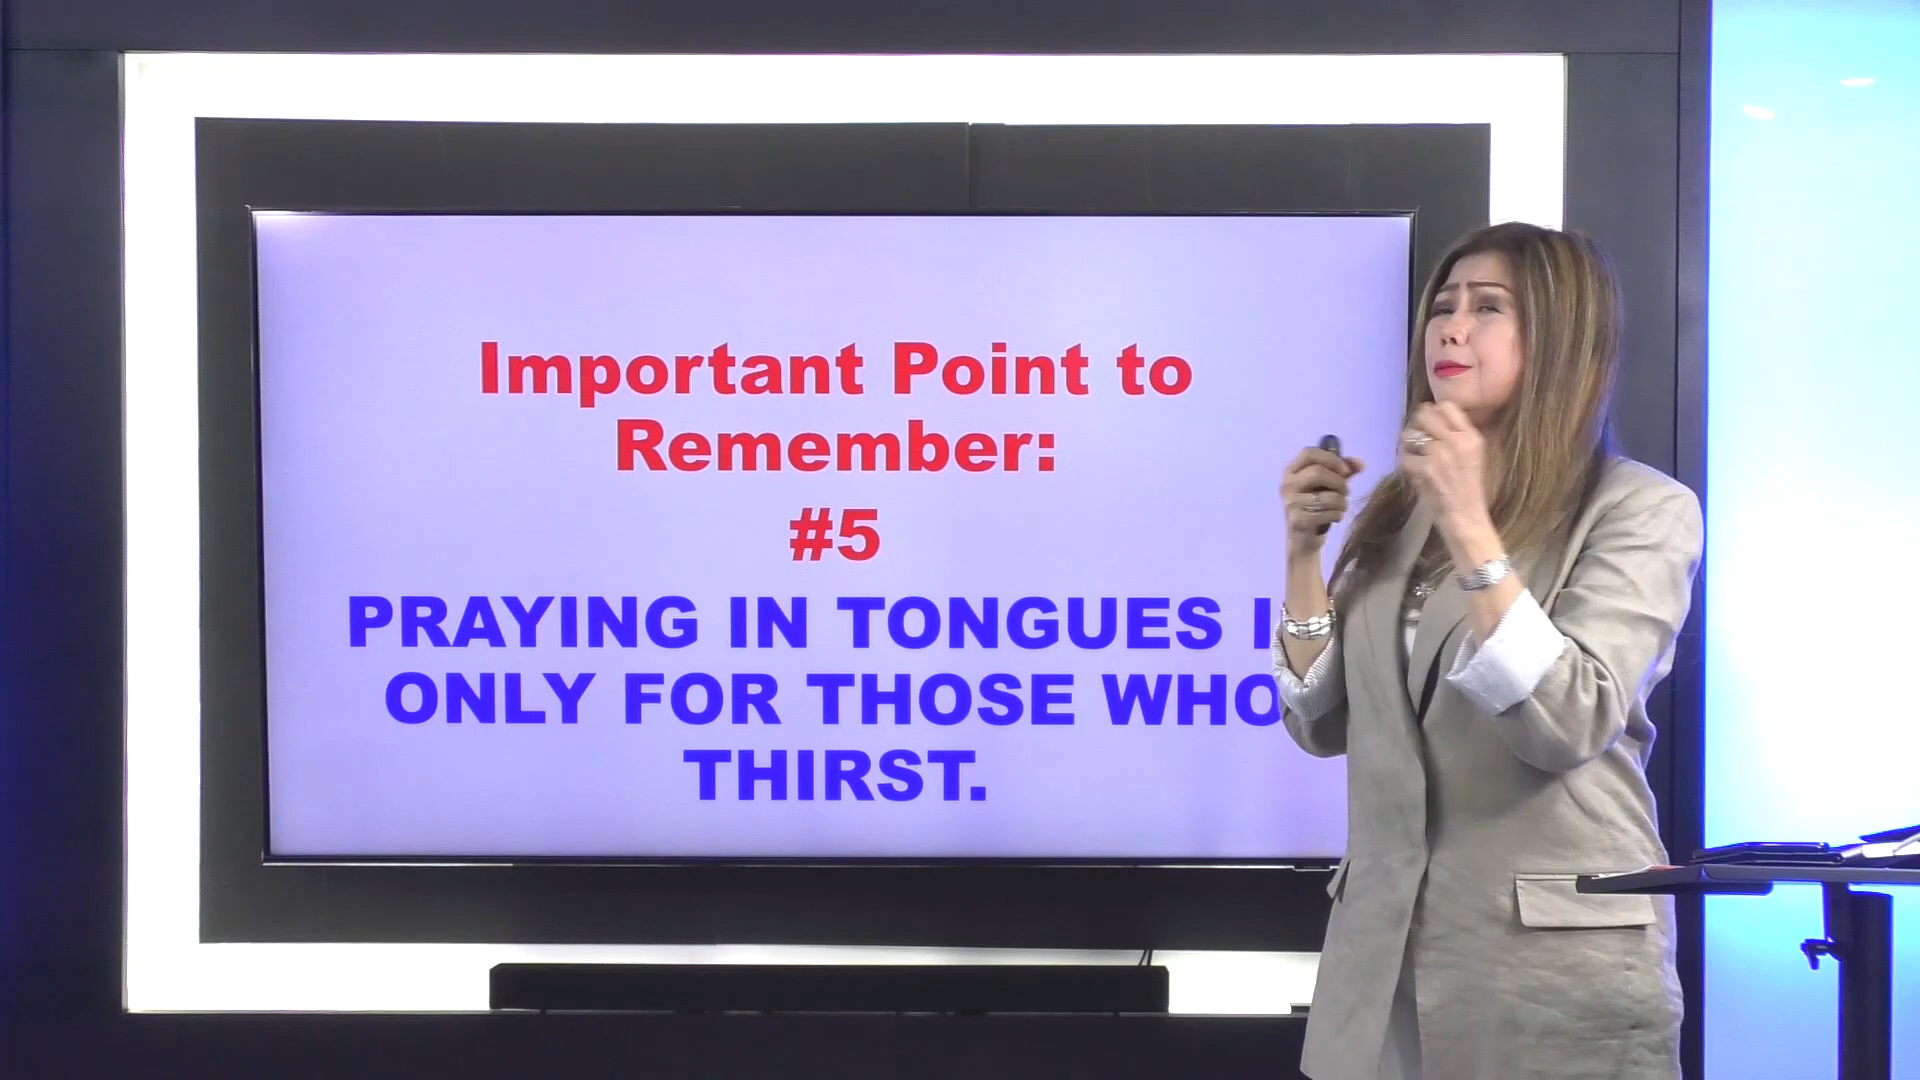 Important Point to
Remember:
#5
PRAYING IN TONGUES
ONLY FOR THOSE WHO
THIRST.